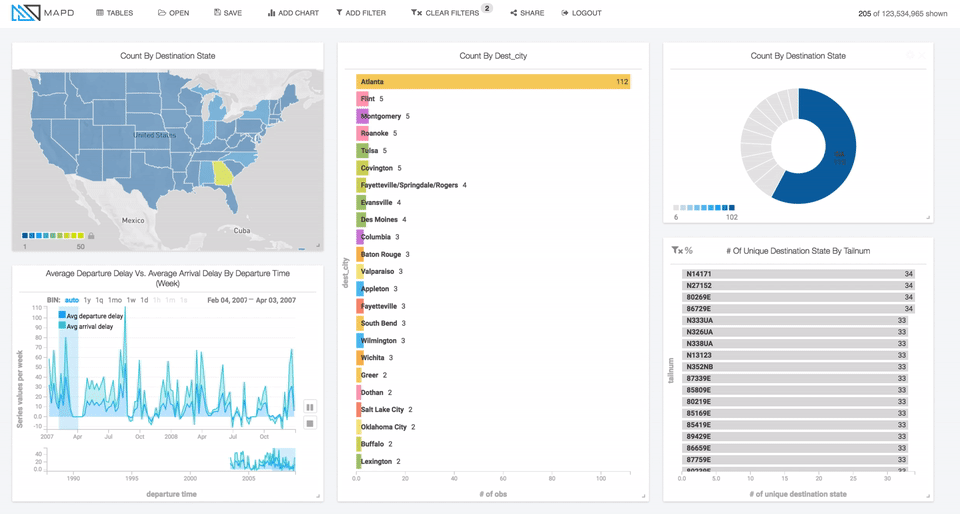 MAPD
TABLES
OPEN
SAVE
ADD CHART
ADD FILTER
CLEAR FILTERS 2
SHARE
LOGOUT
205 of 123,534,965 shown
Count By Destination State
United States
Mexico
Cuba
1 50
Average Departure Delay Vs. Average Arrival Delay By Departure Time
(Week)
BIN: auto 1y 1q 1mo 1w 1d 1h 1m 1s
Feb 04, 2007 – Apr 03, 2007
Avg departure delay
Avg arrival delay
Series values per week
110
90
80
70
60
50
40
30
20
10
0.0
-10
2007 Apr Jul Oct 2008 Apr Jul Oct
40
20
0.0
1990 1995 2000 2005
departure time
Count By Dest_city
dest_city
Atlanta 112
Flint 5
Montgomery 5
Roanoke 5
Tulsa 5
Covington 5
Fayetteville/Springdale/Rogers 4
Evansville 4
Des Moines 4
Columbia 3
Baton Rouge 3
Valparaiso 3
Appleton 3
Fayetteville 3
South Bend 3
Wilmington 3
Wichita 3
Greer 2
Dothan 2
Salt Lake City 2
Oklahoma City 2
Buffalo 2
Lexington 2
0.0 20 40 60 80 100
# of obs
Count By Destination State
6 102
% # Of Unique Destination State By Tailnum
tailnum
N14171 34
N27152 34
80269E 34
86729E 34
N333UA 33
N326UA 33
N338UA 33
N13123 33
N352NB 33
87339E 33
85809E 33
80219E 33
85169E 33
85419E 33
89429E 33
86659E 33
87759E 33
0.0 5.0 10 15 20 25 30
# of unique destination state